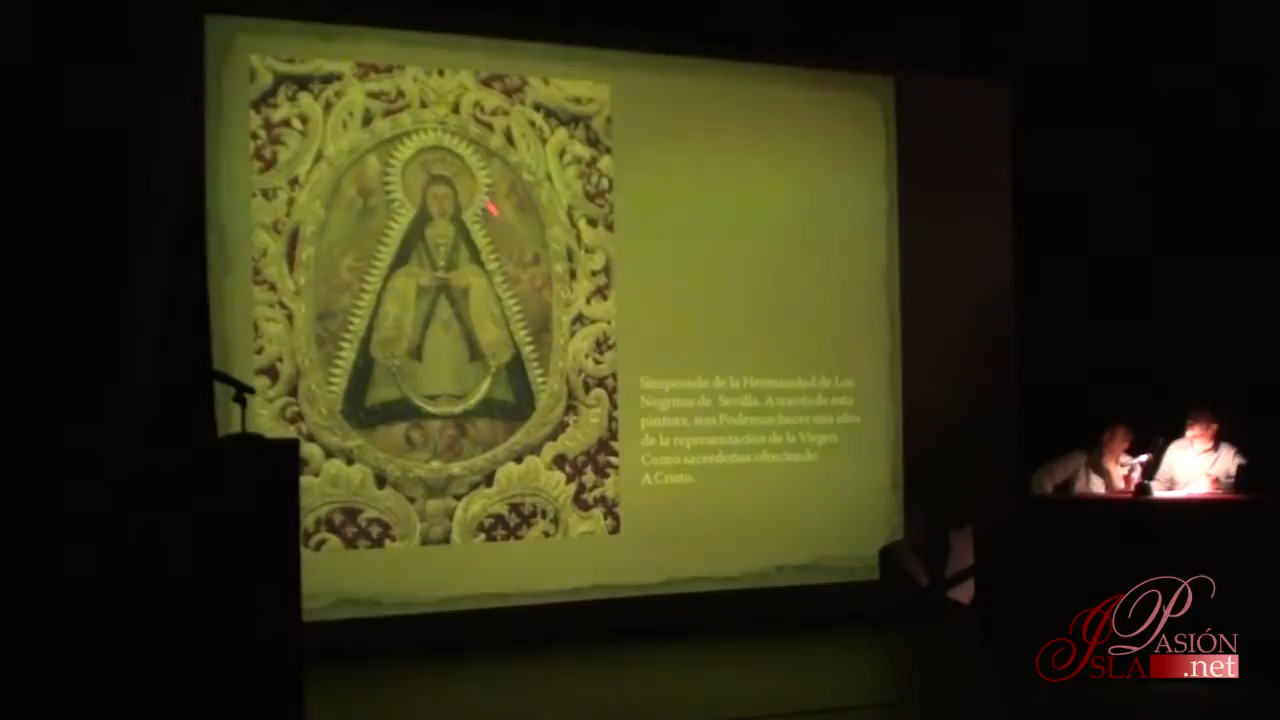 Simpecado de la Hermandad de Los
Negritos de Sevilla. A través de esta
pintura, nos Podemos hacer una idea
de la representación de la Virgen
Como sacerdotisa ofreciendo
A Cristo.
ISLA PASIÓN
.net